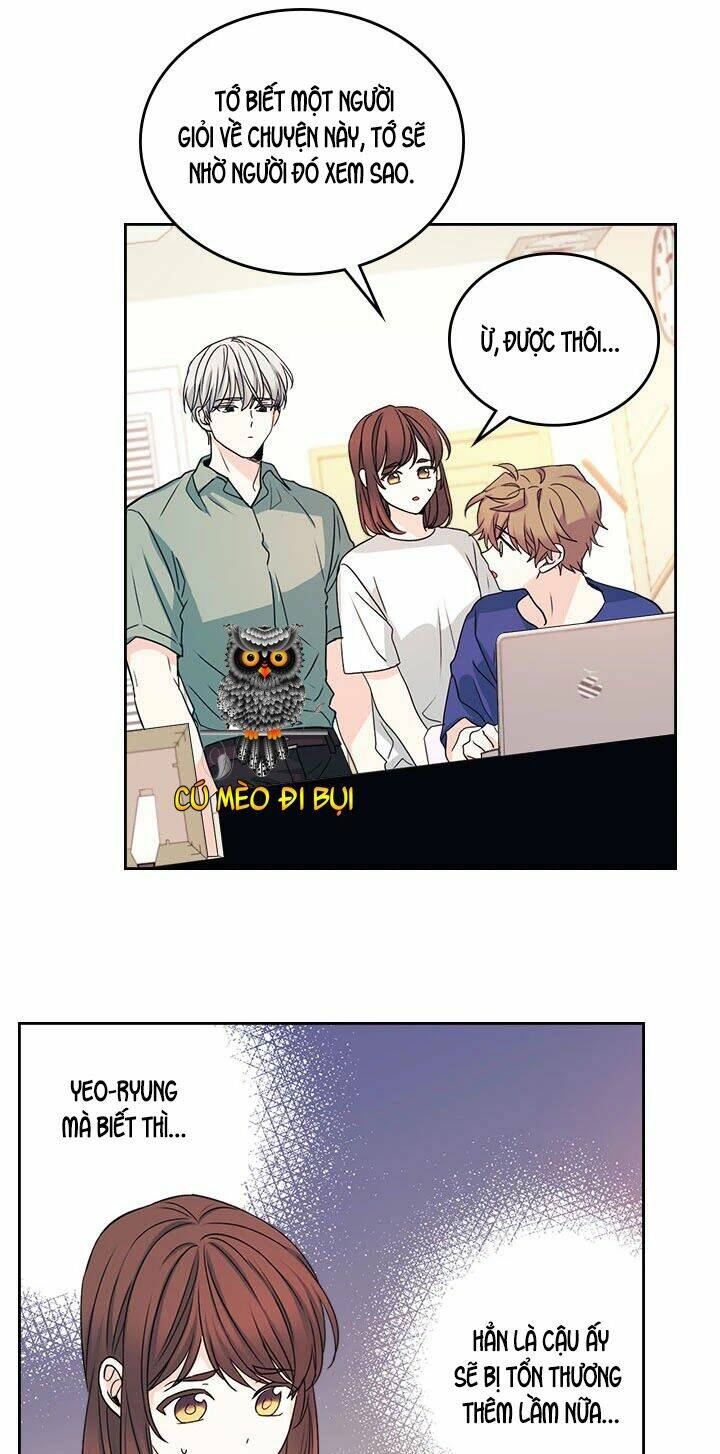 TỚ BIẾT MỘT NGƯỜI
GIỎI VỀ CHUYỆN NÀY, TỚ SẼ
NHỜ NGƯỜI ĐÓ XEM SAO.
Ừ, ĐƯỢC THÔI...
CÚ MÈO ĐI BỤI
YEO-RYUNG
MÀ BIẾT THÌ...
HẲN LÀ CẬU ẤY
SẼ BỊ TỔN THƯƠNG
THÊM LẦM NỮA...